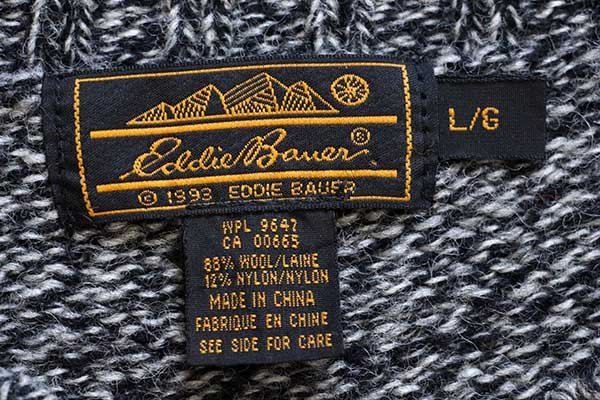 Eddie Bauer®
© 1993 EDDIE BAUER
L/G
WPL 9647
CA 00665
88% WOOL/LAINE
12% NYLON/NYLON
MADE IN CHINA
FABRIQUE EN CHINE
SEE SIDE FOR CARE